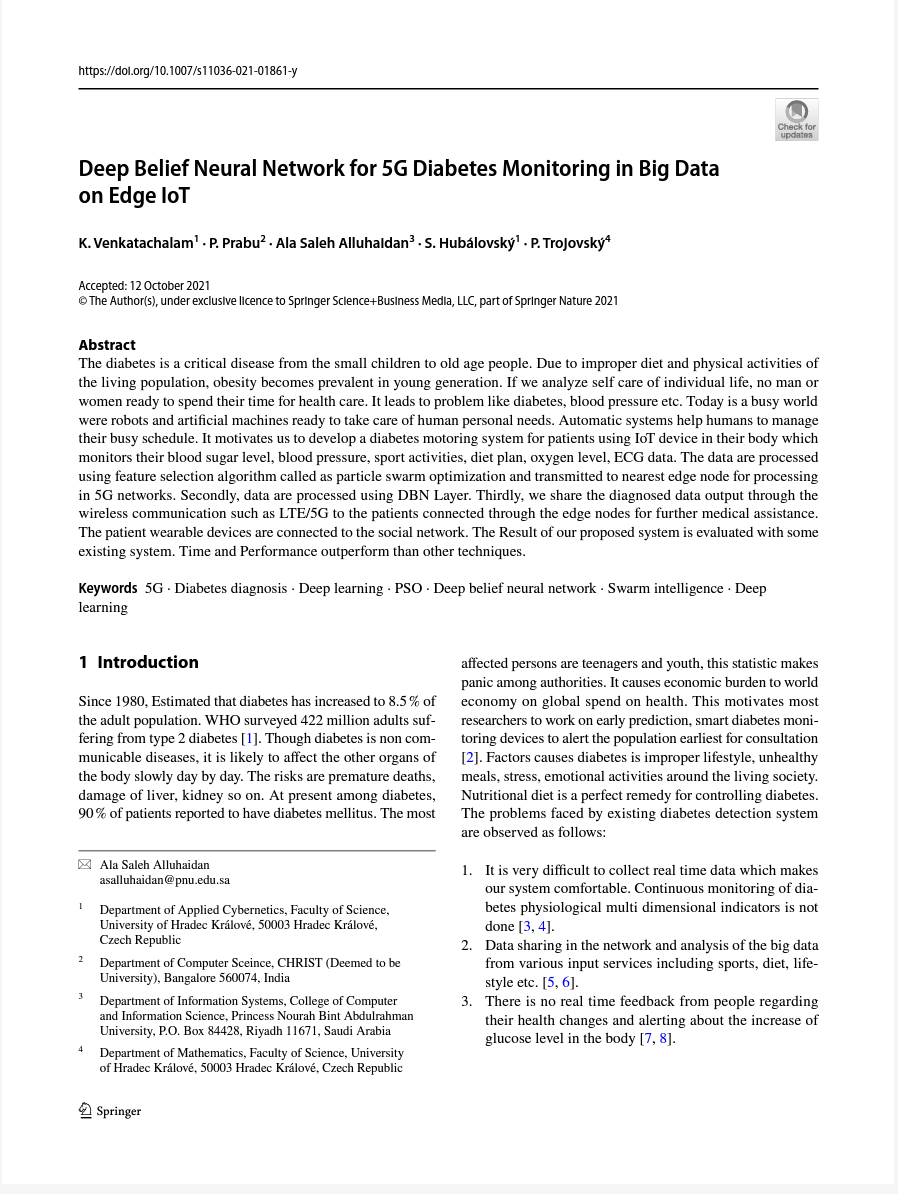 https://doi.org/10.1007/s11036-021-01861-y
Check for
updates
Deep Belief Neural Network for 5G Diabetes Monitoring in Big Data
on Edge IoT
K. Venkatachalam1 · P. Prabu2 · Ala Saleh Alluhaidan3 · S. Hubálovský1 · P. Trojovský4
Accepted: 12 October 2021
© The Author(s), under exclusive licence to Springer Science+Business Media, LLC, part of Springer Nature 2021
Abstract
The diabetes is a critical disease from the small children to old age people. Due to improper diet and physical activities of
the living population, obesity becomes prevalent in young generation. If we analyze self care of individual life, no man or
women ready to spend their time for health care. It leads to problem like diabetes, blood pressure etc. Today is a busy world
were robots and artificial machines ready to take care of human personal needs. Automatic systems help humans to manage
their busy schedule. It motivates us to develop a diabetes motoring system for patients using IoT device in their body which
monitors their blood sugar level, blood pressure, sport activities, diet plan, oxygen level, ECG data. The data are processed
using feature selection algorithm called as particle swarm optimization and transmitted to nearest edge node for processing
in 5G networks. Secondly, data are processed using DBN Layer. Thirdly, we share the diagnosed data output through the
wireless communication such as LTE/5G to the patients connected through the edge nodes for further medical assistance.
The patient wearable devices are connected to the social network. The Result of our proposed system is evaluated with some
existing system. Time and Performance outperform than other techniques.
Keywords 5G · Diabetes diagnosis · Deep learning · PSO · Deep belief neural network · Swarm intelligence · Deep
learning
1 Introduction
Since 1980, Estimated that diabetes has increased to 8.5% of
the adult population. WHO surveyed 422 million adults suf-
fering from type 2 diabetes [1]. Though diabetes is non com-
municable diseases, it is likely to affect the other organs of
the body slowly day by day. The risks are premature deaths,
damage of liver, kidney so on. At present among diabetes,
90% of patients reported to have diabetes mellitus. The most
affected persons are teenagers and youth, this statistic makes
panic among authorities. It causes economic burden to world
economy on global spend on health. This motivates most
researchers to work on early prediction, smart diabetes moni-
toring devices to alert the population earliest for consultation
[2]. Factors causes diabetes is improper lifestyle, unhealthy
meals, stress, emotional activities around the living society.
Nutritional diet is a perfect remedy for controlling diabetes.
The problems faced by existing diabetes detection system
are observed as follows:
1. It is very difficult to collect real time data which makes
our system comfortable. Continuous monitoring of dia-
betes physiological multi dimensional indicators is not
done [3, 4].
2. Data sharing in the network and analysis of the big data
from various input services including sports, diet, life-
style etc. [5, 6].
3. There is no real time feedback from people regarding
their health changes and alerting about the increase of
glucose level in the body [7, 8].
Ala Saleh Alluhaidan
asalluhaidan@pnu.edu.sa
1 Department of Applied Cybernetics, Faculty of Science,
University of Hradec Králové, 50003 Hradec Králové,
Czech Republic
2 Department of Computer Sceince, CHRIST (Deemed to be
University), Bangalore 560074, India
3 Department of Information Systems, College of Computer
and Information Science, Princess Nourah Bint Abdulrahman
University, P.O. Box 84428, Riyadh 11671, Saudi Arabia
4 Department of Mathematics, Faculty of Science, University
of Hradec Králové, 50003 Hradec Králové, Czech Republic
Springer